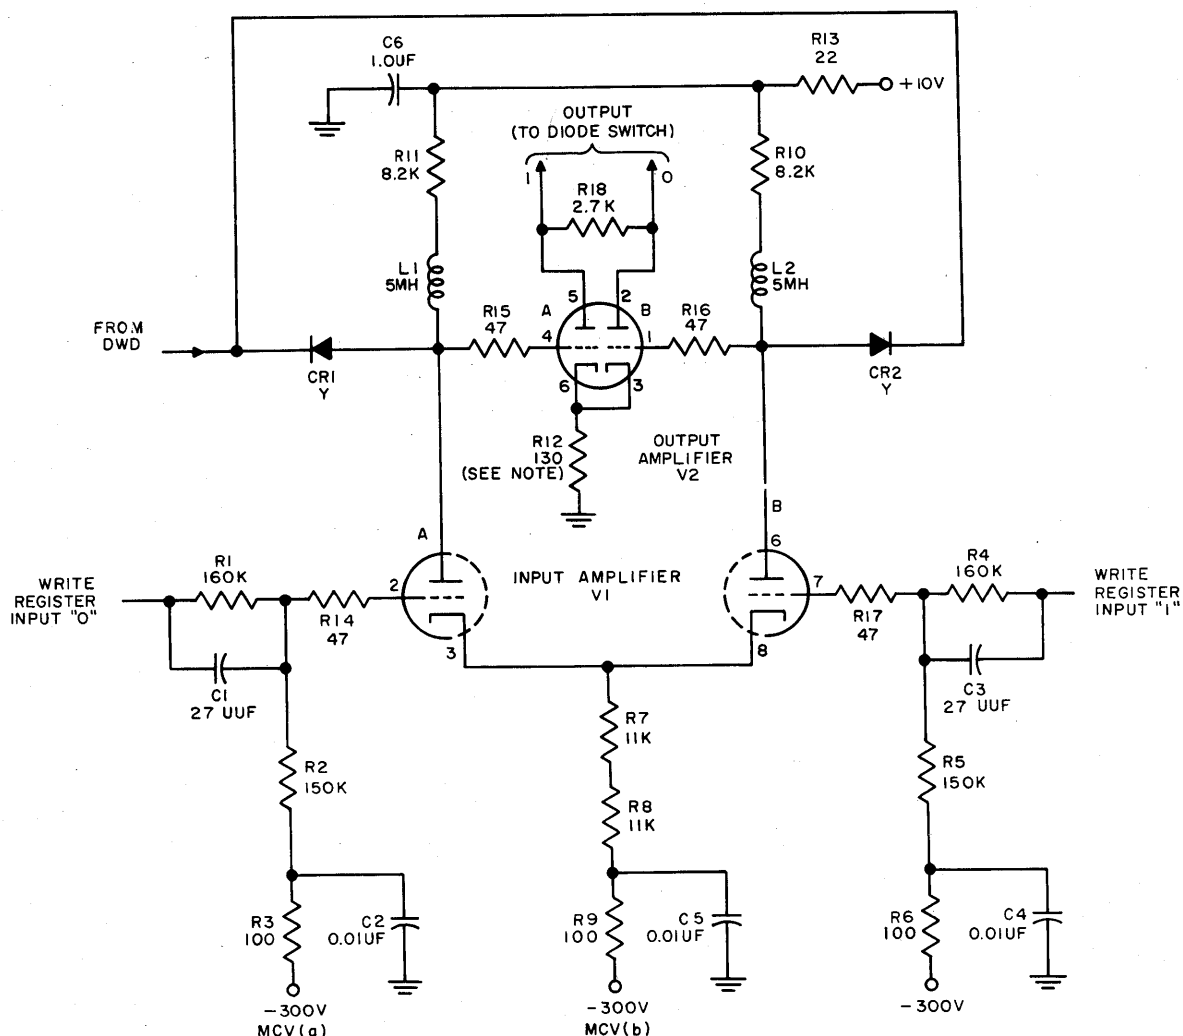 C6
1.0UF
R13
22
+10V
OUTPUT
(TO DIODE SWITCH)
R11
8.2K
1
0
R10
8.2K
R18
2.7K
L1
5MH
L2
5MH
5
2
A
B
R15
47
4
1
R16
47
FROM
DWD
CR1
Y
6
3
CR2
Y
R12
130
(SEE NOTE)
OUTPUT
AMPLIFIER
V2
A
B
6
R1
160K
2
INPUT AMPLIFIER
V1
7
R4
160K
WRITE
REGISTER
INPUT "0"
R14
47
R17
47
WRITE
REGISTER
INPUT "1"
3
8
C1
27 UUF
C3
27 UUF
R7
11K
R2
150K
R5
150K
R8
11K
R3
100
C2
0.01UF
R9
100
C5
0.01UF
R6
100
C4
0.01UF
-300V
MCV(a)
-300V
MCV(b)
-300V